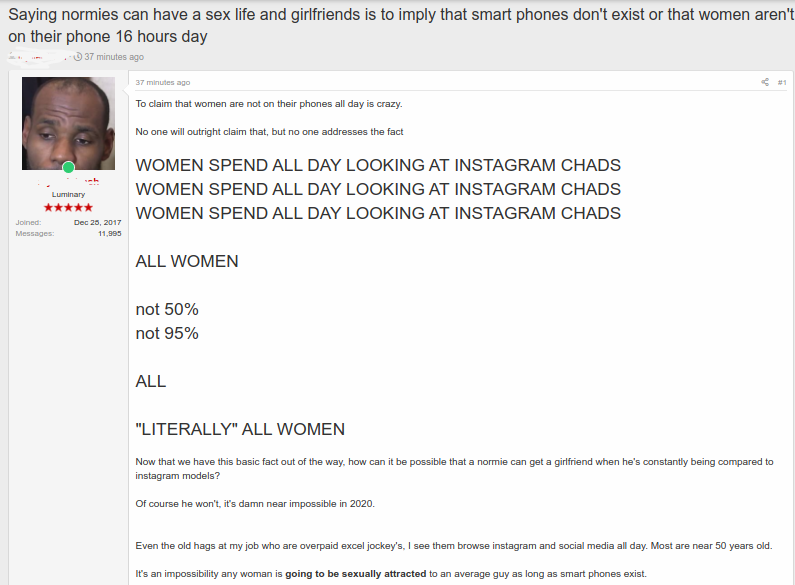 Saying normies can have a sex life and girlfriends is to imply that smart phones don't exist or that women aren't
on their phone 16 hours day
37 minutes ago
37 minutes ago
#1
Luminary
Joined: Dec 28, 2017
Messages: 11,995
To claim that women are not on their phones all day is crazy.
No one will outright claim that, but no one addresses the fact
WOMEN SPEND ALL DAY LOOKING AT INSTAGRAM CHADS
WOMEN SPEND ALL DAY LOOKING AT INSTAGRAM CHADS
WOMEN SPEND ALL DAY LOOKING AT INSTAGRAM CHADS
ALL WOMEN
not 50%
not 95%
ALL
"LITERALLY" ALL WOMEN
Now that we have this basic fact out of the way, how can it be possible that a normie can get a girlfriend when he's constantly being compared to
instagram models?
Of course he won't, it's damn near impossible in 2020.
Even the old hags at my job who are overpaid excel jockey's, I see them browse instagram and social media all day. Most are near 50 years old.
It's an impossibility any woman is going to be sexually attracted to an average guy as long as smart phones exist.